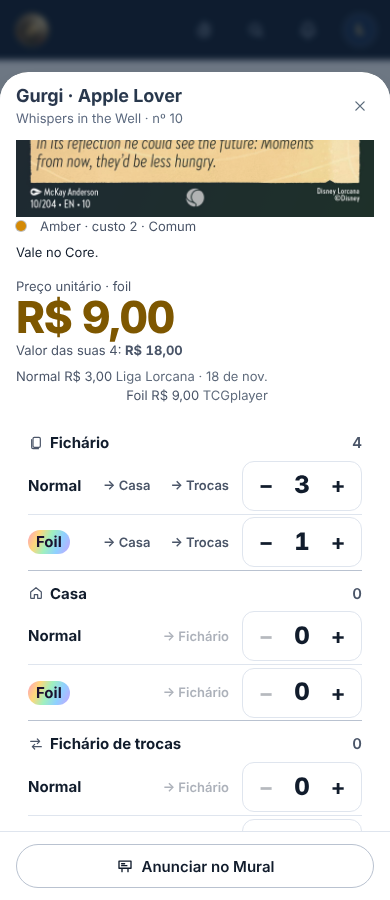 Gurgi · Apple Lover
Whispers in the Well · nº 10
in its reflection he could see the future: Moments
from now, they'd be less hungry.
McKay Anderson
10/204 • EN • 10
Disney Lorcana
©Disney
Amber · custo 2 · Comum
Vale no Core.
Preço unitário · foil
R$ 9,00
Valor das suas 4: R$ 18,00
Normal R$ 3,00 Liga Lorcana · 18 de nov.
Foil R$ 9,00 TCGplayer
Fichário 4
Normal → Casa → Trocas − 3 +
Foil → Casa → Trocas − 1 +
Casa 0
Normal → Fichário − 0 +
Foil → Fichário − 0 +
Fichário de trocas 0
Normal → Fichário − 0 +
Anunciar no Mural